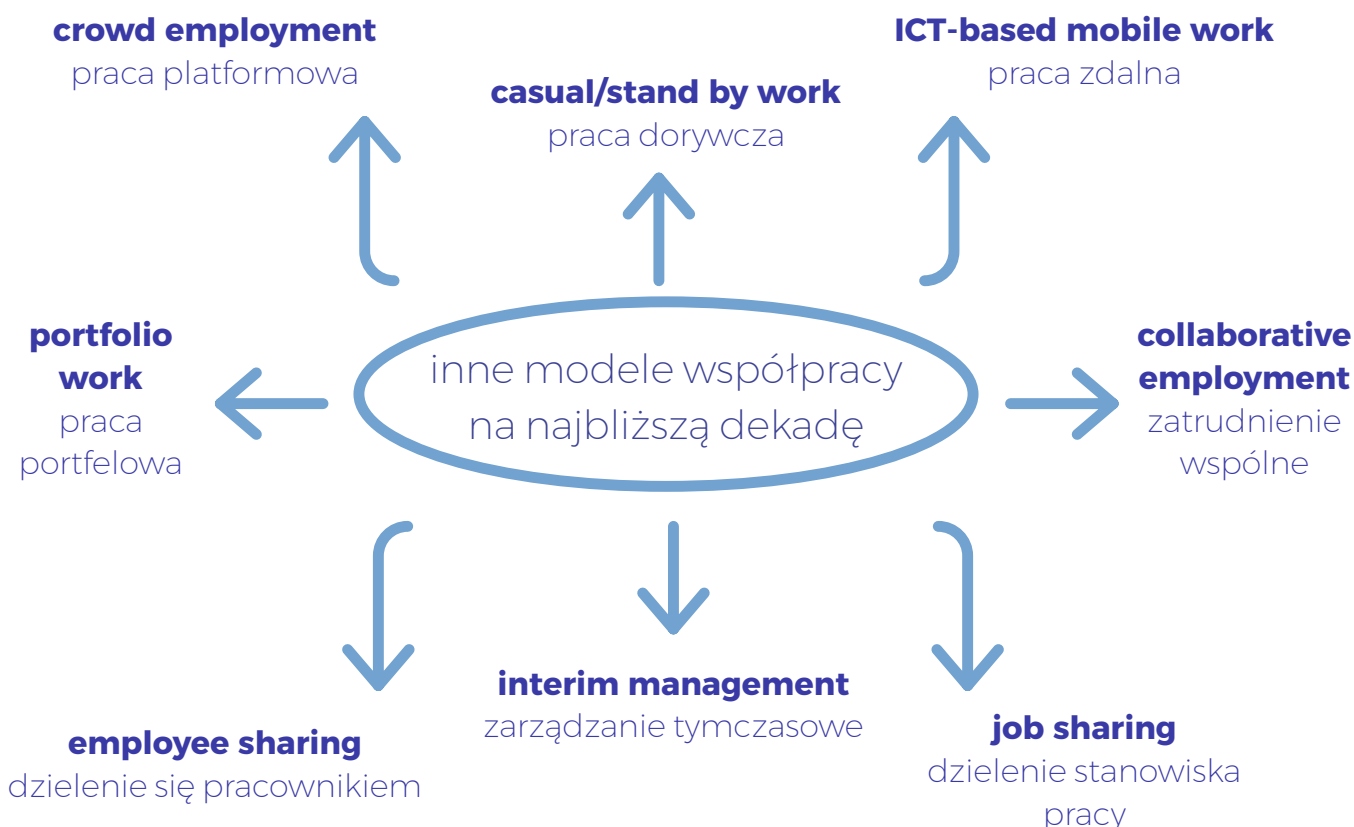 crowd employment
praca platformowa
casual/stand by work
praca dorywcza
ICT-based mobile work
praca zdalna
portfolio
work
praca
portfelowa
inne modele współpracy
na najbliższą dekadę
collaborative
employment
zatrudnienie
wspólne
employee sharing
dzielenie się pracownikiem
interim management
zarządzanie tymczasowe
job sharing
dzielenie stanowiska
pracy